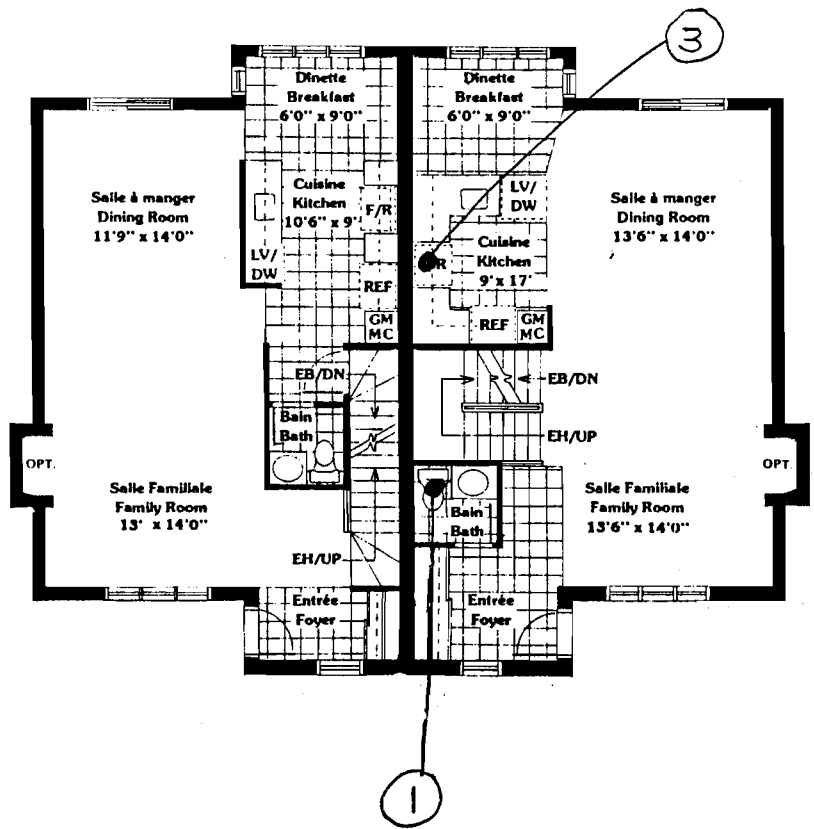 3
Dinette
Breakfast
6'0" x 9'0"
Dinette
Breakfast
6'0" x 9'0"
Salle à manger
Dining Room
11'9" x 14'0"
Cuisine
Kitchen
10'6" x 9'
F/R
LV/
DW
REF
GM
MC
LV/
DW
Cuisine
Kitchen
9' x 17'
R
REF
GM
MC
Salle à manger
Dining Room
13'6" x 14'0"
EB/DN
EB/DN
Bain
Bath
EH/UP
OPT.
OPT.
Salle Familiale
Family Room
13' x 14'0"
Salle Familiale
Family Room
13'6" x 14'0"
Bain
Bath
EH/UP
Entrée
Foyer
Entrée
Foyer
1